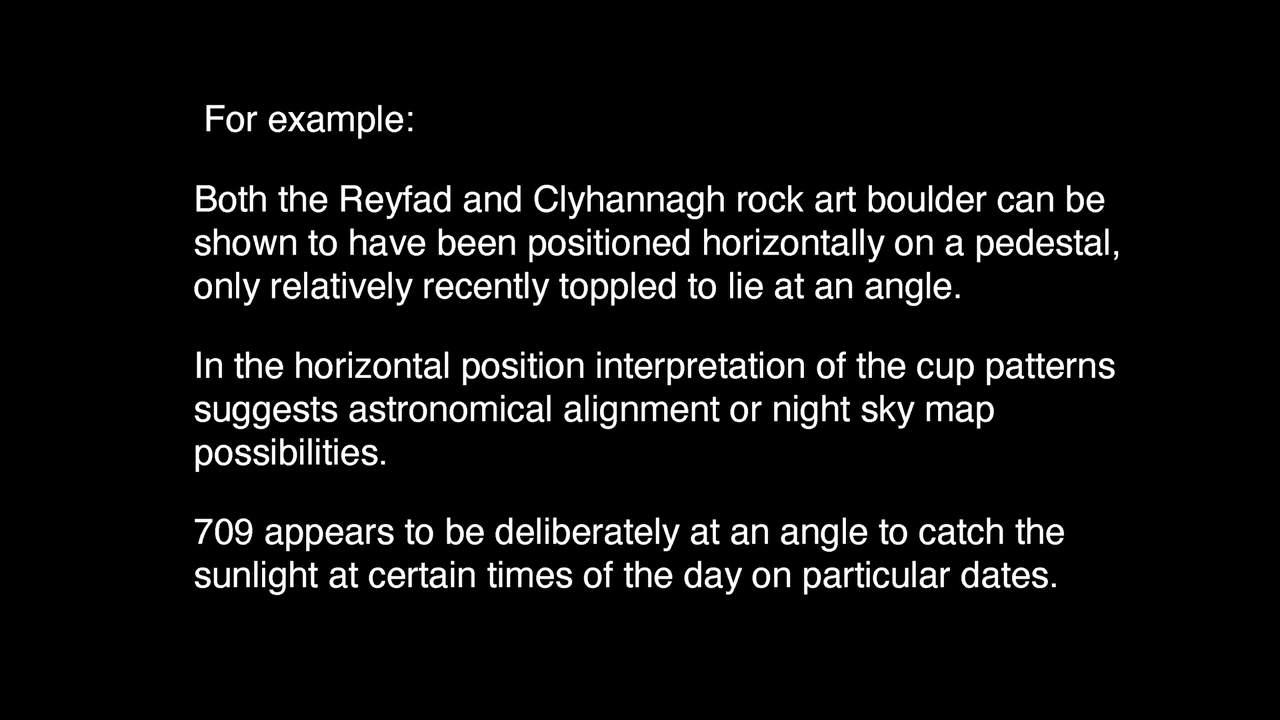 For example:
Both the Reyfad and Clyhannagh rock art boulder can be
shown to have been positioned horizontally on a pedestal,
only relatively recently toppled to lie at an angle.
In the horizontal position interpretation of the cup patterns
suggests astronomical alignment or night sky map
possibilities.
709 appears to be deliberately at an angle to catch the
sunlight at certain times of the day on particular dates.